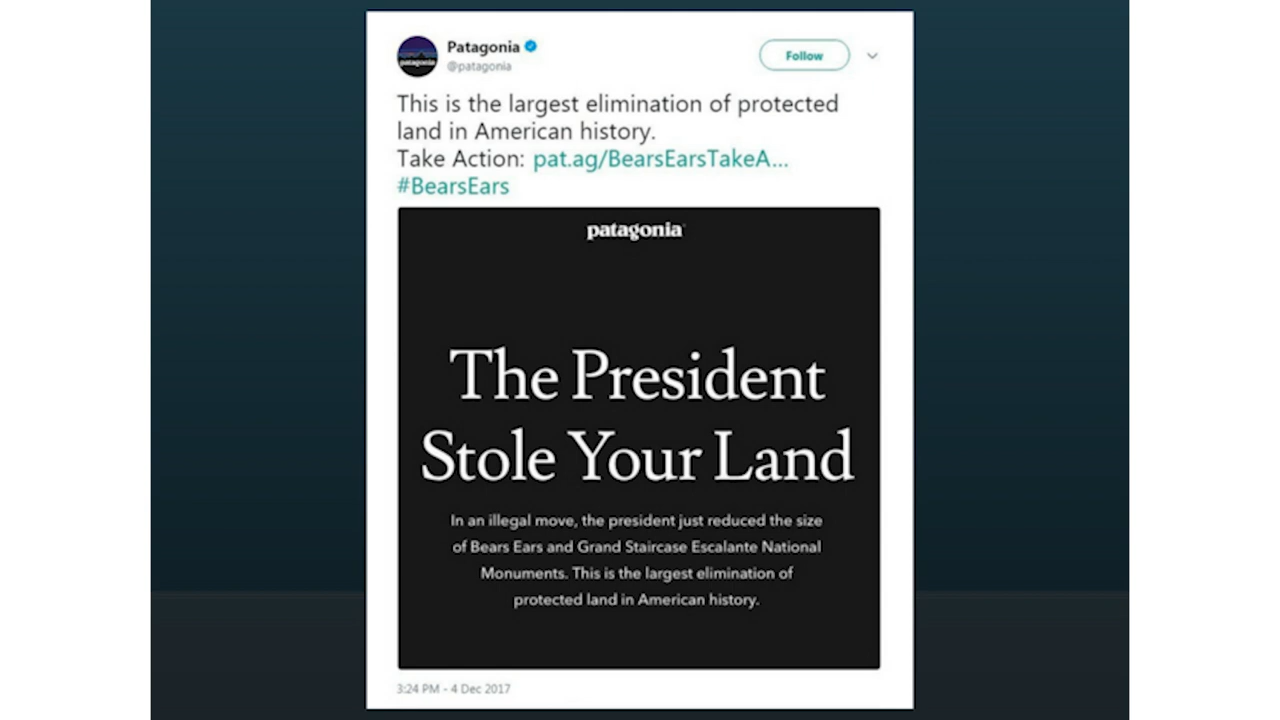 Patagonia
@patagonia
Follow
This is the largest elimination of protected
land in American history.
Take Action: pat.ag/BearsEarsTakeA...
#BearsEars
patagonia
The President
Stole Your Land
In an illegal move, the president just reduced the size
of Bears Ears and Grand Staircase Escalante National
Monuments. This is the largest elimination of
protected land in American history.
3:24 PM - 4 Dec 2017